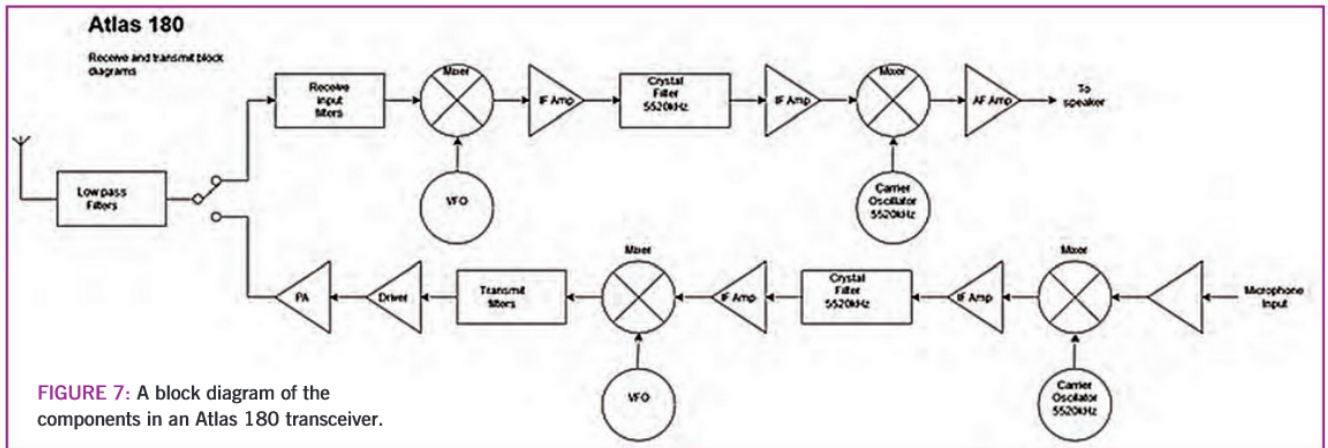 Atlas 180
Receive and transmit block
diagrams
Low pass
Filters
Receive
input
filters
Mixer
VFO
IF Amp
Crystal
Filter
5520kHz
IF Amp
Mixer
Carrier
Oscillator
5520kHz
AF Amp
To
speaker
PA
Driver
Transmit
filters
Mixer
VFO
IF Amp
Crystal
Filter
5520kHz
IF Amp
Mixer
Carrier
Oscillator
5520kHz
Microphone
Input
FIGURE 7: A block diagram of the
components in an Atlas 180 transceiver.